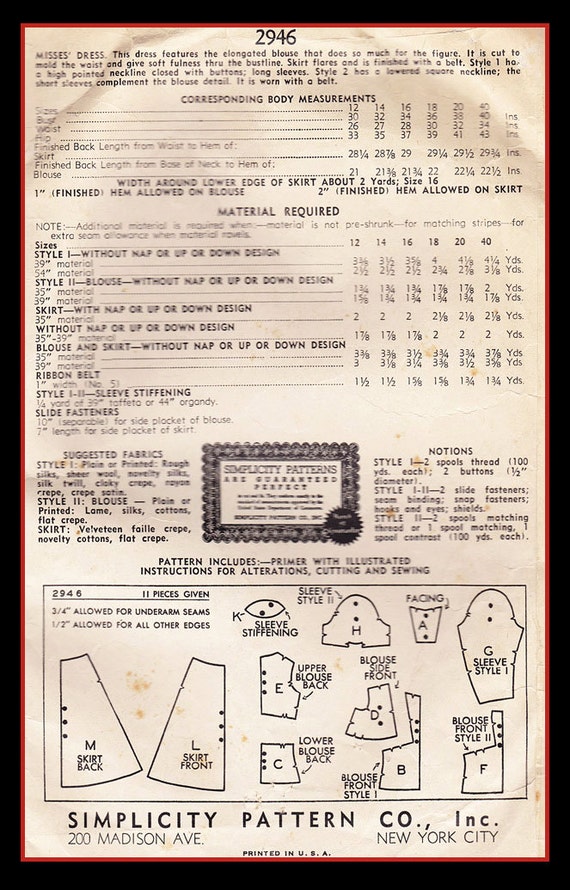 2946
MISSES' DRESS. This dress features the elongated blouse that does so much for the figure. It is cut to
mold the waist and give soft fulness thru the bustline. Skirt flares and is finished with a belt. Style 1 ha
a high pointed neckline closed with buttons; long sleeves. Style 2 has a lowered square neckline; the
short sleeves complement the blouse detail. It is worn with a belt.
CORRESPONDING BODY MEASUREMENTS
Sizes 12 14 16 18 20 40
Bust 30 32 34 36 38 40 Ins.
Waist 26 27 28 30 32 34 Ins.
Hip 33 35 37 39 41 43 Ins.
Finished Back Length from Waist to Hem of:
Skirt 28¼ 28⅞ 29 29¼ 29½ 29¾ Ins.
Finished Back Length from Base of Neck to Hem of:
Blouse 21 21⅜ 21¾ 22 22¼ 22½ Ins.
WIDTH AROUND LOWER EDGE OF SKIRT ABOUT 2 Yards; Size 16
1" (FINISHED) HEM ALLOWED ON BLOUSE 2" (FINISHED) HEM ALLOWED ON SKIRT
MATERIAL REQUIRED
NOTE:—Additional material is required when:—material is not pre-shrunk—for matching stripes—for
extra seam allowance when material ravels.
Sizes 12 14 16 18 20 40
STYLE I—WITHOUT NAP OR UP OR DOWN DESIGN
39" material 3⅜ 3½ 3⅝ 4 4⅛ 4¼ Yds.
54" material 2½ 2½ 2½ 2¾ 2⅞ 3⅛ Yds.
STYLE II—BLOUSE—WITHOUT NAP OR UP OR DOWN DESIGN
35" material 1¾ 1¾ 1¾ 1⅞ 1⅞ 2 Yds.
39" material 1⅝ 1¾ 1¾ 1¾ 1¾ 1⅞ Yds.
SKIRT—WITH NAP OR UP OR DOWN DESIGN
35" material 2 2 2 2⅛ 2⅛ 2⅛ Yds.
WITHOUT NAP OR UP OR DOWN DESIGN
35"-39" material 1⅞ 1⅞ 2 2 2 Yds.
BLOUSE AND SKIRT—WITHOUT NAP OR UP OR DOWN DESIGN
35" material 3⅜ 3⅜ 3½ 3¾ 3¾ 3⅞ Yds.
39" material 3 3⅛ 3¼ 3⅜ 3⅜ 3⅝ Yds.
RIBBON BELT
1" width (No. 5) 1½ 1½ 1⅝ 1¾ 1¾ Yds.
STYLE I-II—SLEEVE STIFFENING
¼ yard of 39" taffeta or 44" organdy.
SLIDE FASTENERS
10" (separable) for side placket of blouse.
7" length for side placket of skirt.
SUGGESTED FABRICS
STYLE I: Plain or Printed: Rough
silks, sheer wool, novelty silks,
silk twill, cloky crepe, rayon
crepe, crepe satin.
STYLE II: BLOUSE — Plain or
Printed: Lame, silks, cottons,
flat crepe.
SKIRT: Velveteen faille crepe,
novelty cottons, flat crepe.
SIMPLICITY PATTERNS
ARE GUARANTEED
PERFECT
SIMPLICITY PATTERN CO. INC.
NOTIONS
STYLE I—2 spools thread (100
yds. each); 2 buttons (½"
diameter).
STYLE I-II—2 slide fasteners;
seam binding; snap fasteners;
hooks and eyes; shields.
STYLE II—2 spools matching
thread or 1 spool matching, 1
spool contrast (100 yds. each).
PATTERN INCLUDES:—PRIMER WITH ILLUSTRATED
INSTRUCTIONS FOR ALTERATIONS, CUTTING AND SEWING
2946 11 PIECES GIVEN
3/4" ALLOWED FOR UNDERARM SEAMS
1/2" ALLOWED FOR ALL OTHER EDGES
K
SLEEVE
STIFFENING
SLEEVE
STYLE II
H
FACING
A
G
SLEEVE
STYLE I
M
SKIRT
BACK
L
SKIRT
FRONT
E
UPPER
BLOUSE
BACK
C
LOWER
BLOUSE
BACK
BLOUSE
SIDE
FRONT
D
BLOUSE
FRONT
STYLE I
B
BLOUSE
FRONT
STYLE II
F
SIMPLICITY PATTERN CO., Inc.
200 MADISON AVE. NEW YORK CITY
PRINTED IN U. S. A.